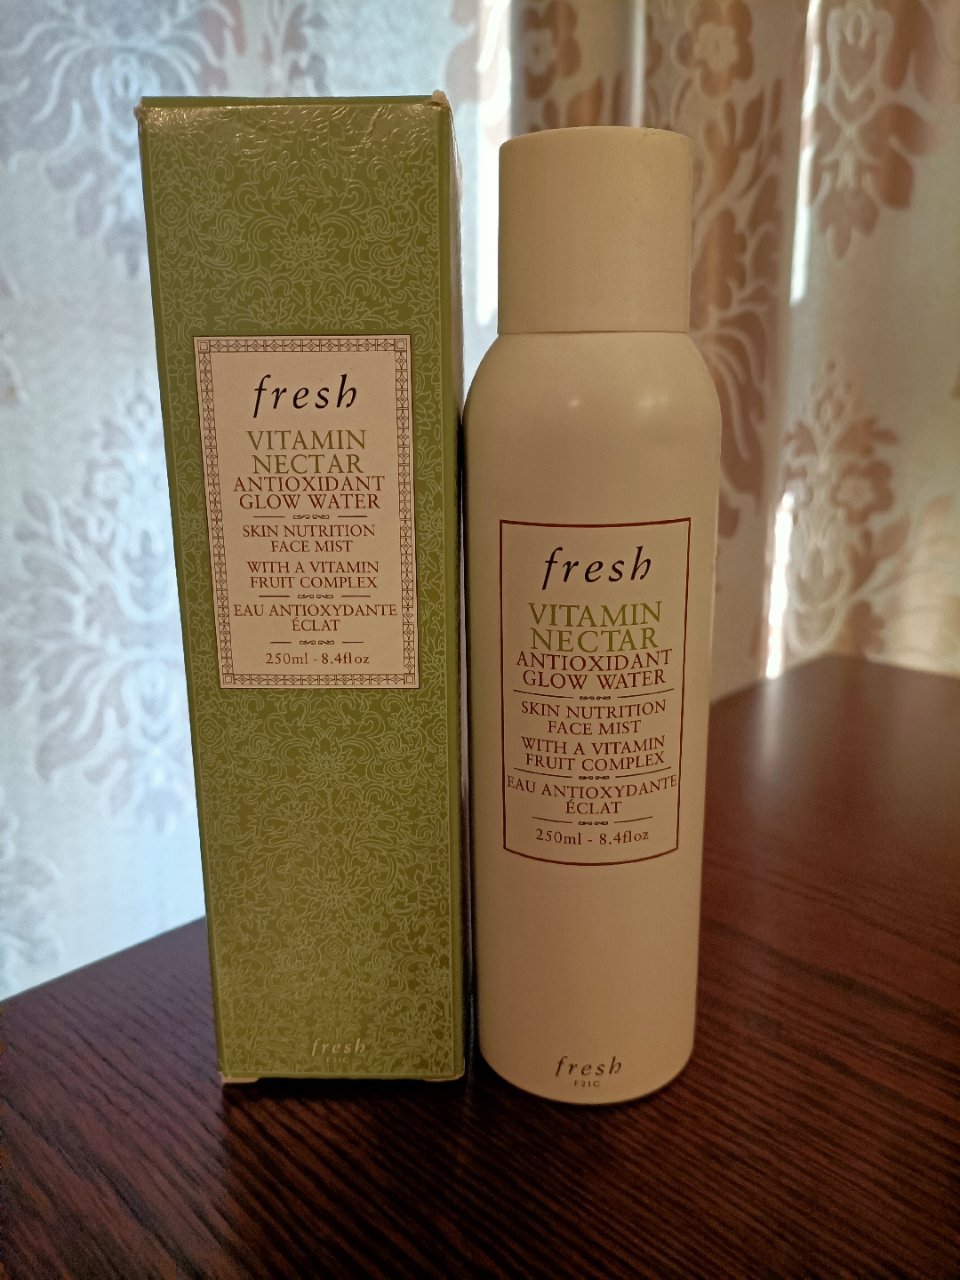 fresh
VITAMIN
NECTAR
ANTIOXIDANT
GLOW WATER
SKIN NUTRITION
FACE MIST
WITH A VITAMIN
FRUIT COMPLEX
EAU ANTIOXYDANTE
ÉCLAT
250ml - 8.4fl oz
fresh
fresh
VITAMIN
NECTAR
ANTIOXIDANT
GLOW WATER
SKIN NUTRITION
FACE MIST
WITH A VITAMIN
FRUIT COMPLEX
EAU ANTIOXYDANTE
ÉCLAT
250ml - 8.4fl oz
fresh
F21G